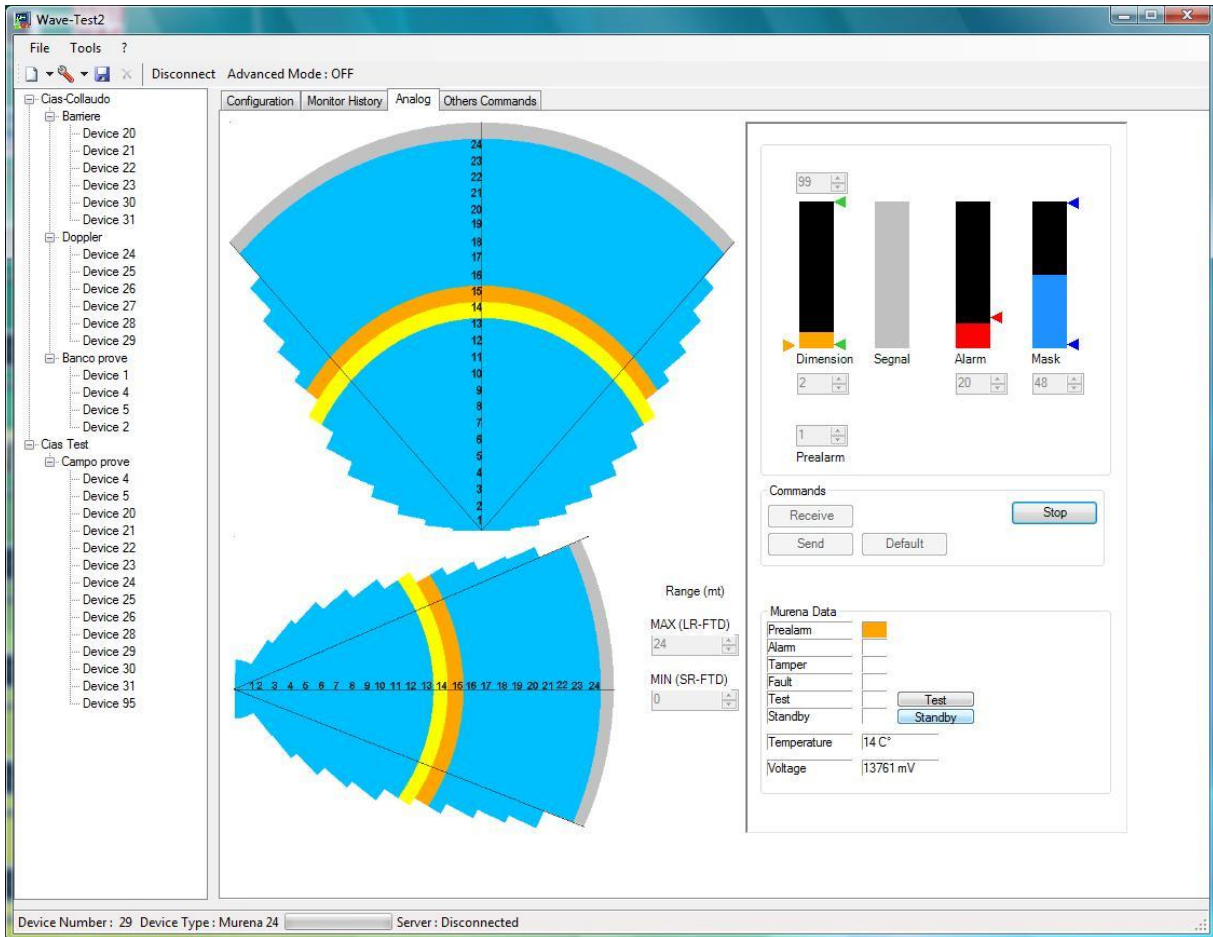 Wave-Test2
File Tools ?
Disconnect Advanced Mode : OFF
Cias-Collaudo
Barriere
Device 20
Device 21
Device 22
Device 23
Device 30
Device 31
Doppler
Device 24
Device 25
Device 26
Device 27
Device 28
Device 29
Banco prove
Device 1
Device 4
Device 5
Device 2
Cias Test
Campo prove
Device 4
Device 5
Device 20
Device 21
Device 22
Device 23
Device 24
Device 25
Device 26
Device 28
Device 29
Device 30
Device 31
Device 95
Configuration Monitor History Analog Others Commands
24
23
22
21
20
19
18
17
16
15
14
13
12
11
10
9
8
7
6
5
4
3
2
1
1 2 3 4 5 6 7 8 9 10 11 12 13 14 15 16 17 18 19 20 21 22 23 24
Range (mt)
MAX (LR-FTD)
24
MIN (SR-FTD)
0
99
Dimension Segnal Alarm Mask
2 20 48
1
Prealarm
Commands
Receive Stop
Send Default
Murena Data
Prealarm
Alarm
Tamper
Fault
Test Test
Standby Standby
Temperature 14 C°
Voltage 13761 mV
Device Number : 29 Device Type : Murena 24 Server : Disconnected